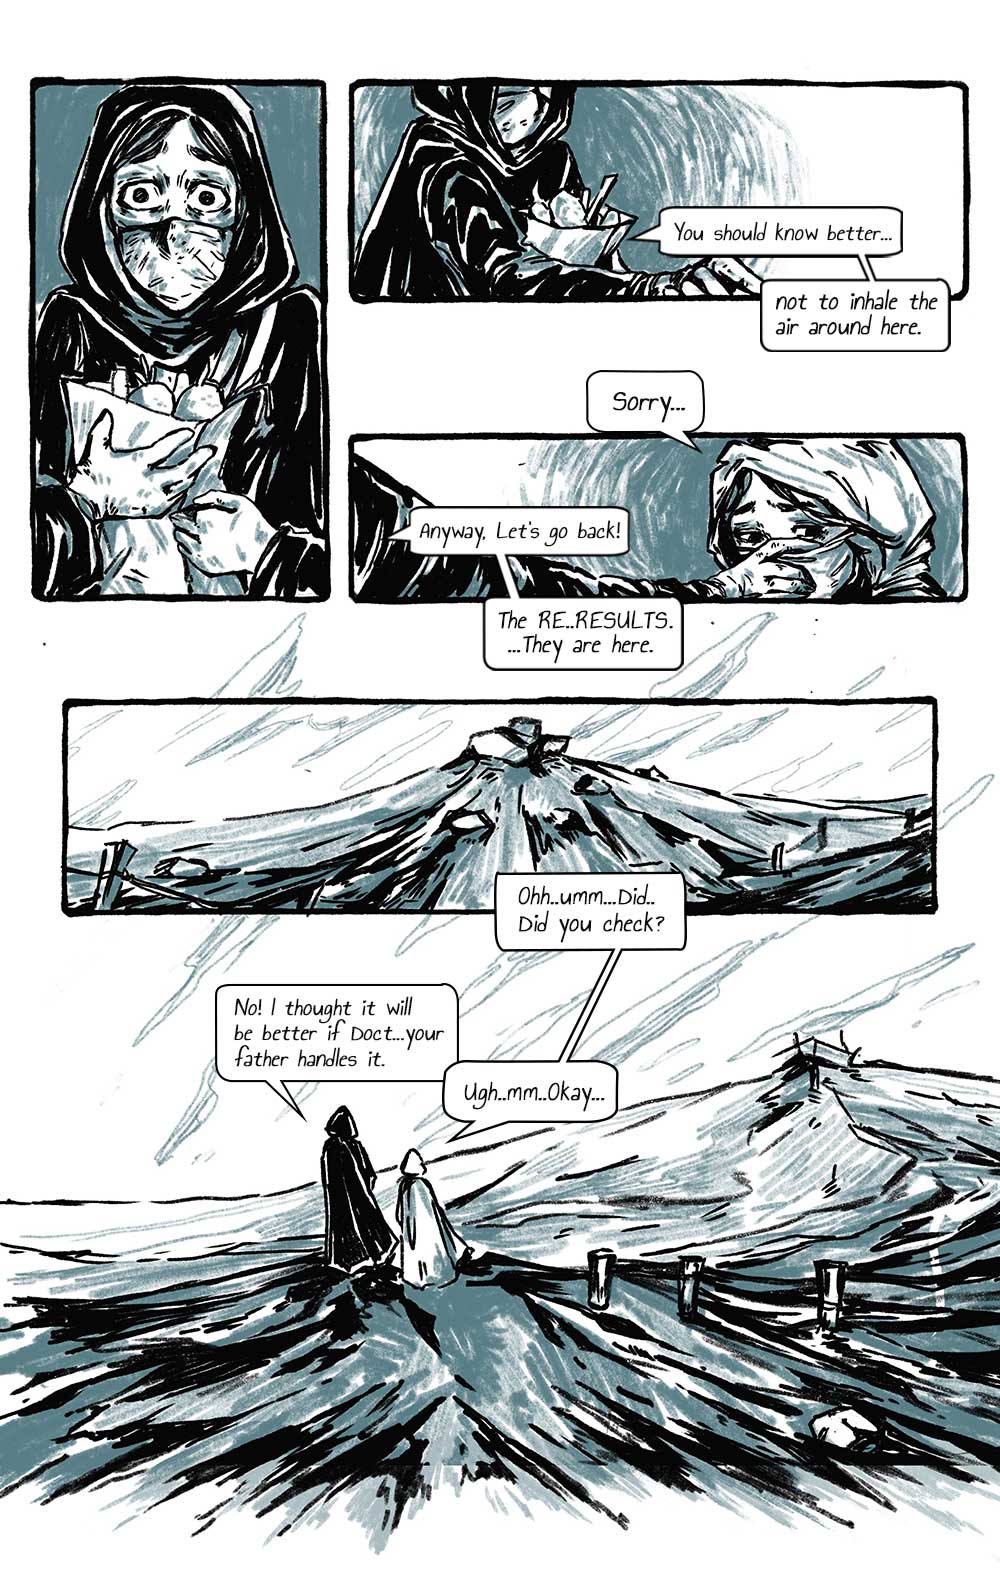 You should know better...
not to inhale the
air around here.
Sorry...
Anyway, Let's go back!
The RE..RESULTS.
...They are here.
Ohh..umm...Did..
Did you check?
No! I thought it will
be better if Doct...your
father handles it.
Ugh..mm..Okay...